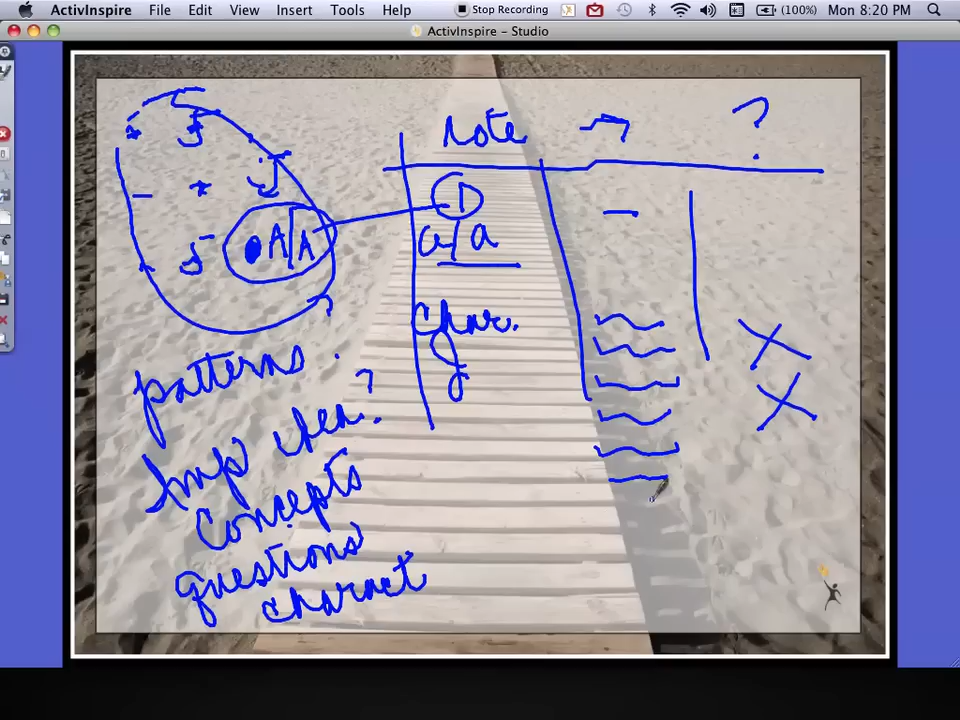 ActivInspire File Edit View Insert Tools Help Stop Recording (100%) Mon 8:20 PM
ActivInspire - Studio
Note ?
A/A
D
a/a
char.
patterns ?
Imp idea?
Concepts
questions
charact